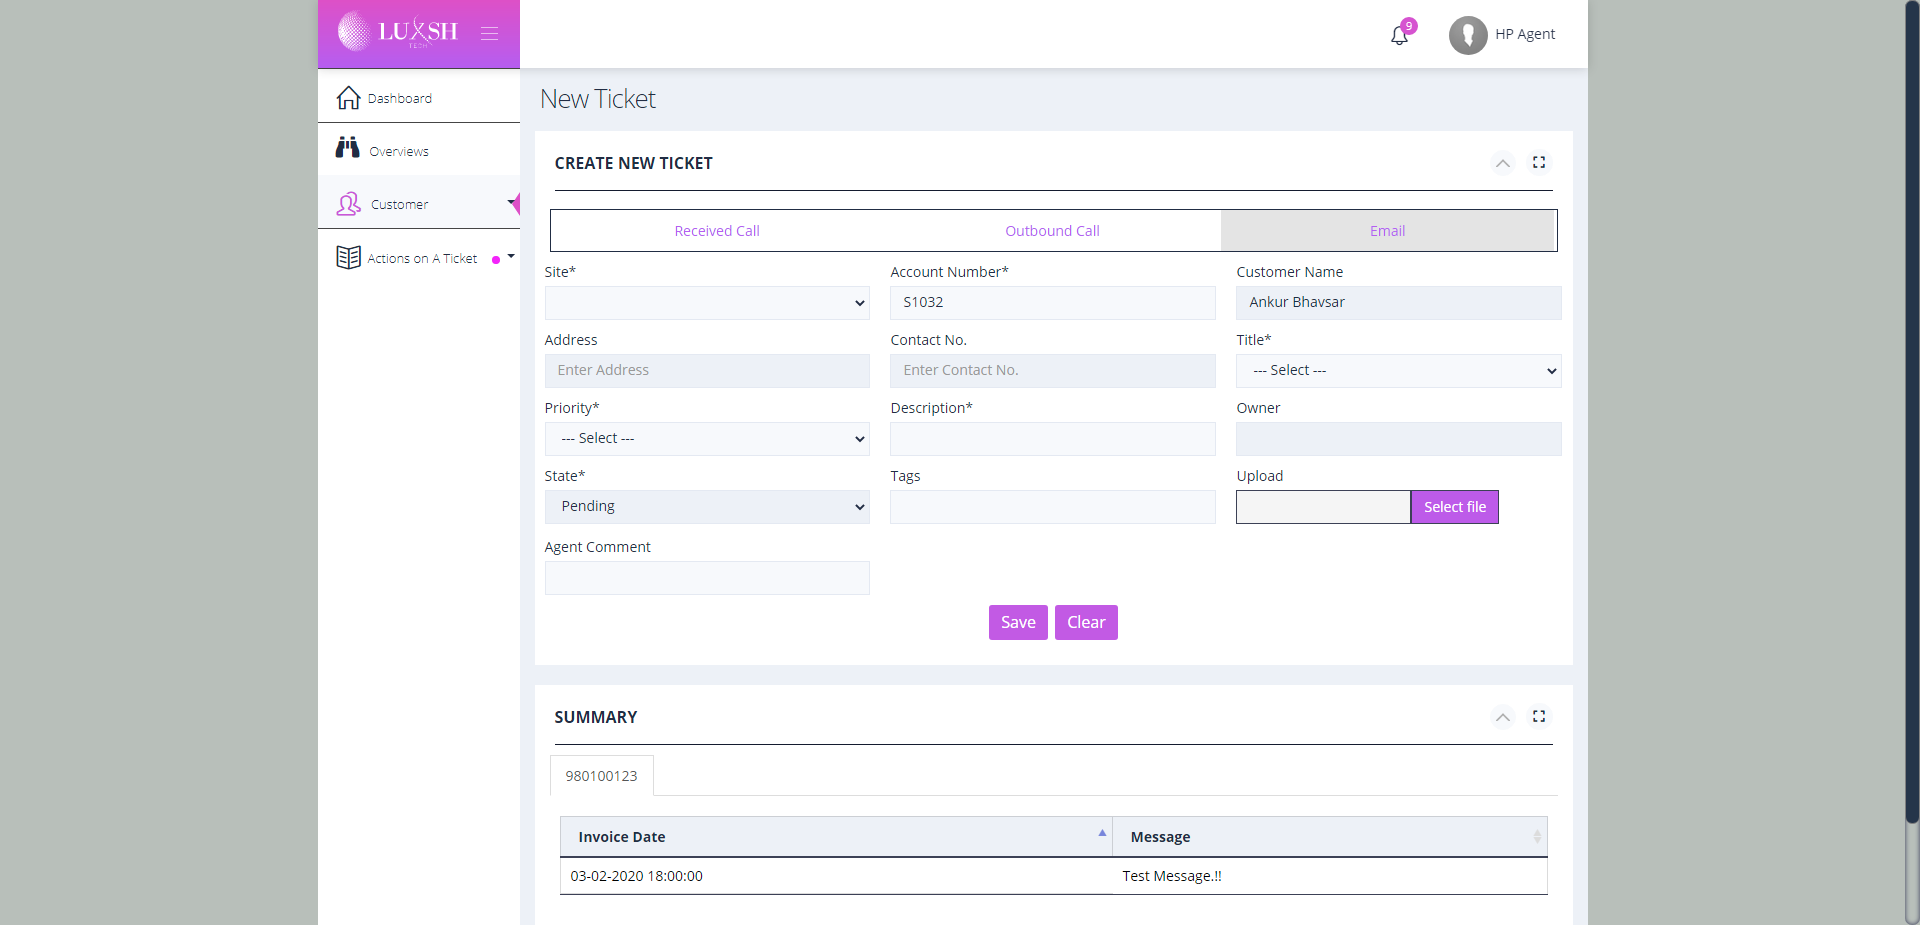 LUXSH
TECH
9
HP Agent
Dashboard
Overviews
Customer
Actions on A Ticket
New Ticket
CREATE NEW TICKET
Received Call
Outbound Call
Email
Site*
Account Number*
Customer Name
S1032
Ankur Bhavsar
Address
Contact No.
Title*
Enter Address
Enter Contact No.
--- Select ---
Priority*
Description*
Owner
--- Select ---
State*
Tags
Upload
Pending
Select file
Agent Comment
Save
Clear
SUMMARY
980100123
Invoice Date
Message
03-02-2020 18:00:00
Test Message.!!